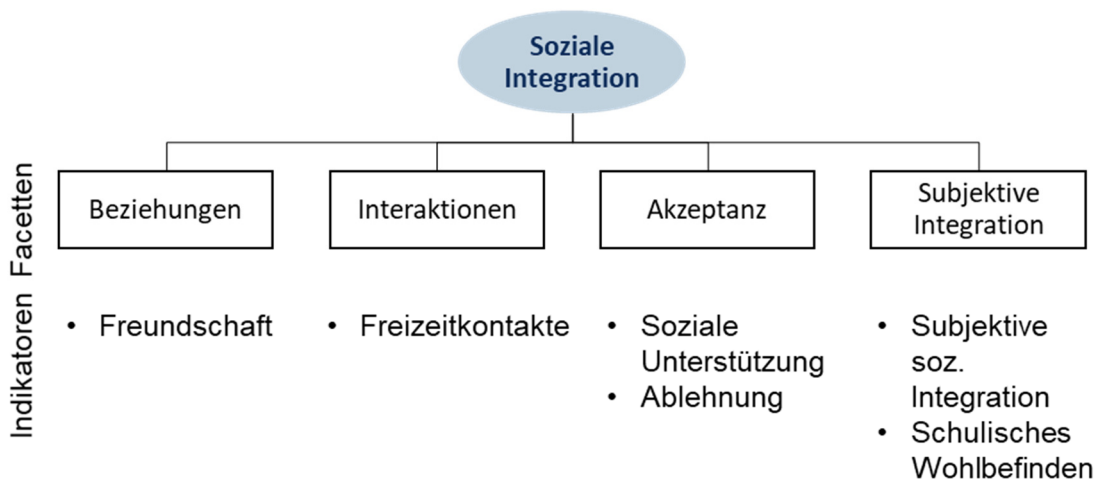 Soziale
Integration
Facetten
Beziehungen
Interaktionen
Akzeptanz
Subjektive
Integration
Indikatoren
• Freundschaft
• Freizeitkontakte
• Soziale
Unterstützung
• Ablehnung
• Subjektive
soz.
Integration
• Schulisches
Wohlbefinden